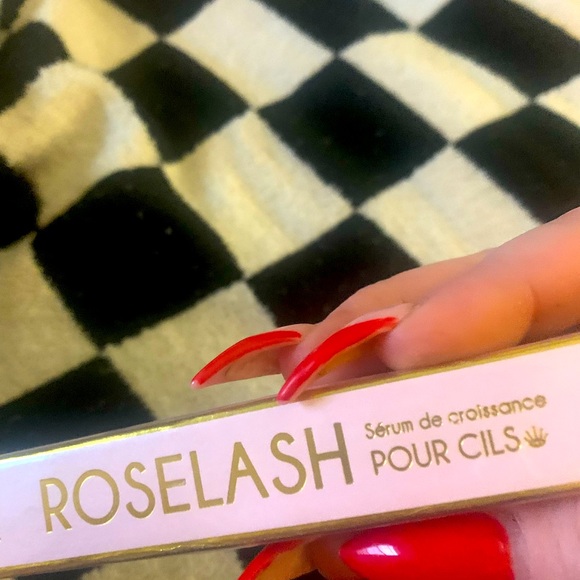 ROSELASH
Sérum de croissance
POUR CILS